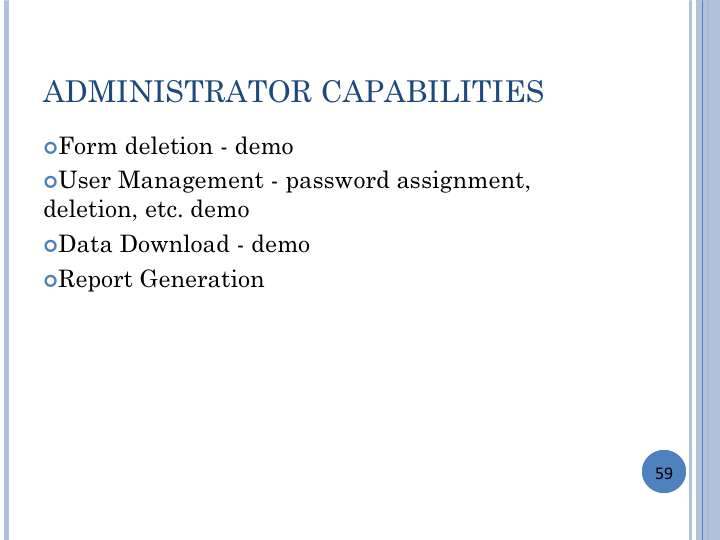 ADMINISTRATOR CAPABILITIES
Form deletion - demo
User Management - password assignment,
deletion, etc. demo
Data Download - demo
Report Generation
59